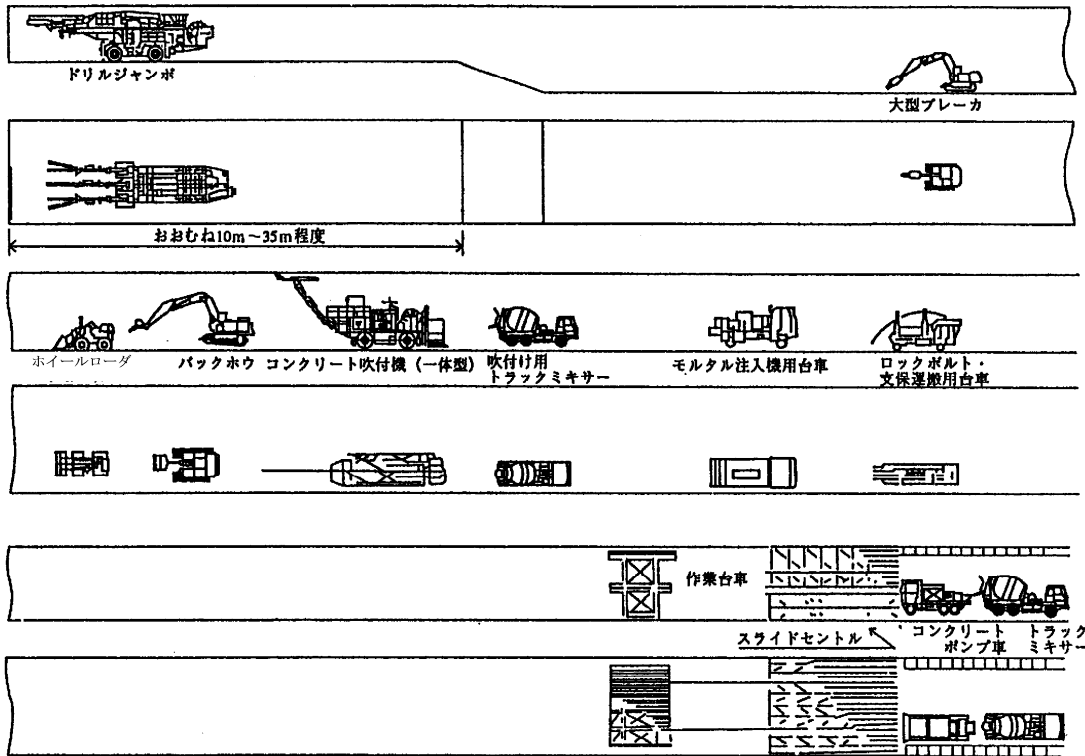 ドリルジャンボ
大型ブレーカ
おおむね10m～35m程度
ホイールローダ
バックホウ
コンクリート吹付機（一体型）
吹付け用
トラックミキサー
モルタル注入機用台車
ロックボルト・
支保運搬用台車
作業台車
スライドセントル
コンクリート
ポンプ車
トラック
ミキサー